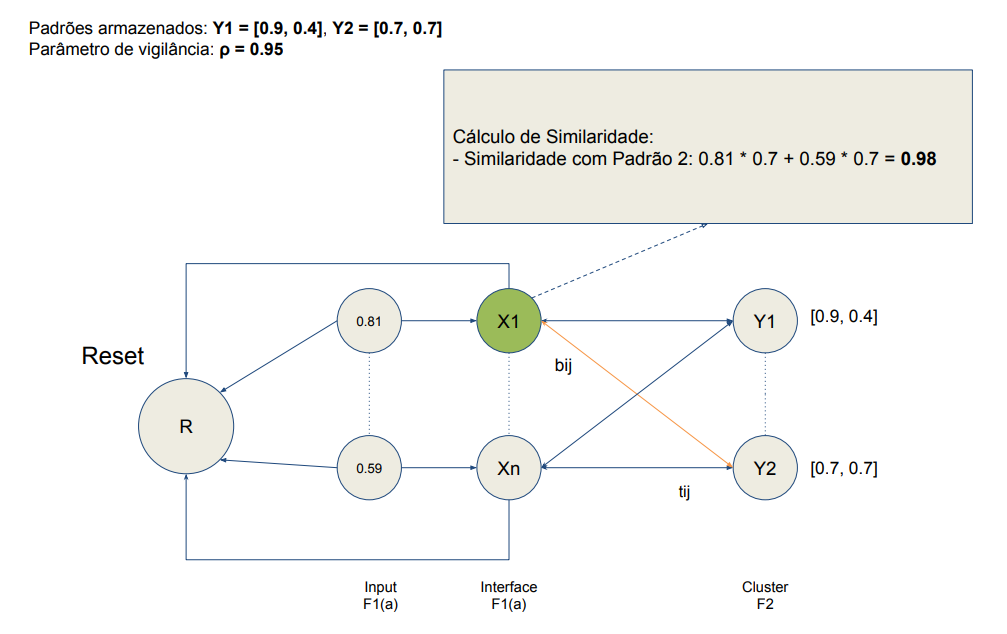 Padrões armazenados: Y1 = [0.9, 0.4], Y2 = [0.7, 0.7]
Parâmetro de vigilância: ρ = 0.95
Cálculo de Similaridade:
- Similaridade com Padrão 2: 0.81 * 0.7 + 0.59 * 0.7 = 0.98
0.81
X1
Y1
[0.9, 0.4]
Reset
bij
R
0.59
Xn
Y2
[0.7, 0.7]
tij
Input
F1(a)
Interface
F1(a)
Cluster
F2